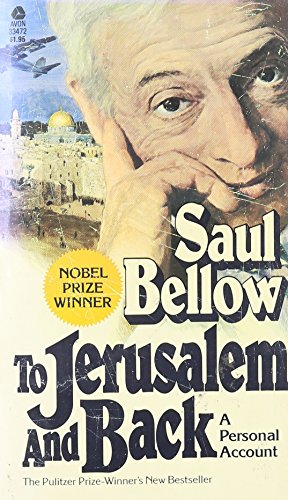 AVON
33472
$1.95
Saul
Bellow
NOBEL
PRIZE
WINNER
To Jerusalem
And Back
A
Personal
Account
The Pulitzer Prize-Winner's New Bestseller